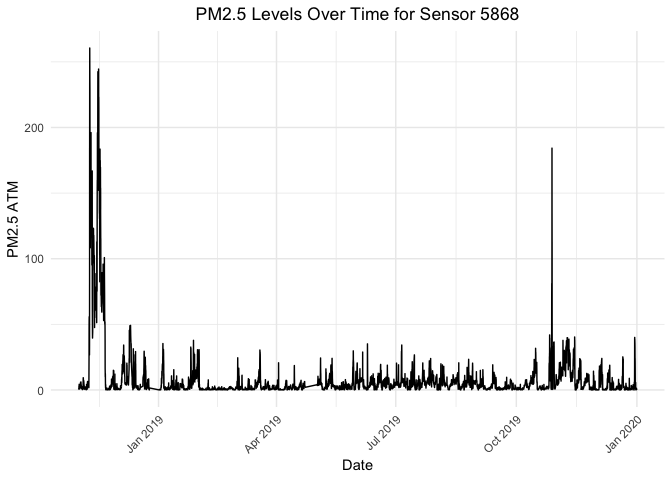 PM2.5 Levels Over Time for Sensor 5868
PM2.5 ATM
200
100
0
Jan 2019
Apr 2019
Jul 2019
Oct 2019
Jan 2020
Date